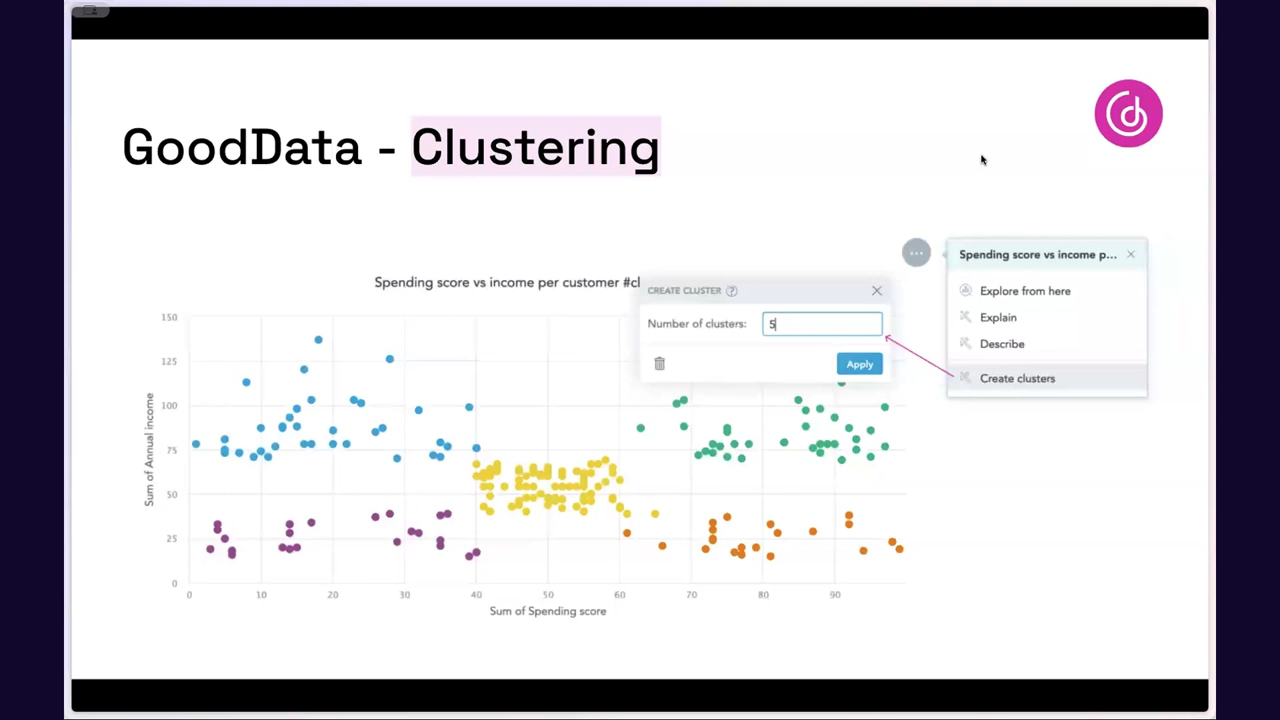 GoodData - Clustering
Spending score vs income per customer #cl
CREATE CLUSTER ?
Number of clusters: 5
Apply
Spending score vs income p...
Explore from here
Explain
Describe
Create clusters
Sum of Annual income
150
125
100
75
50
25
0
0 10 20 30 40 50 60 70 80 90
Sum of Spending score